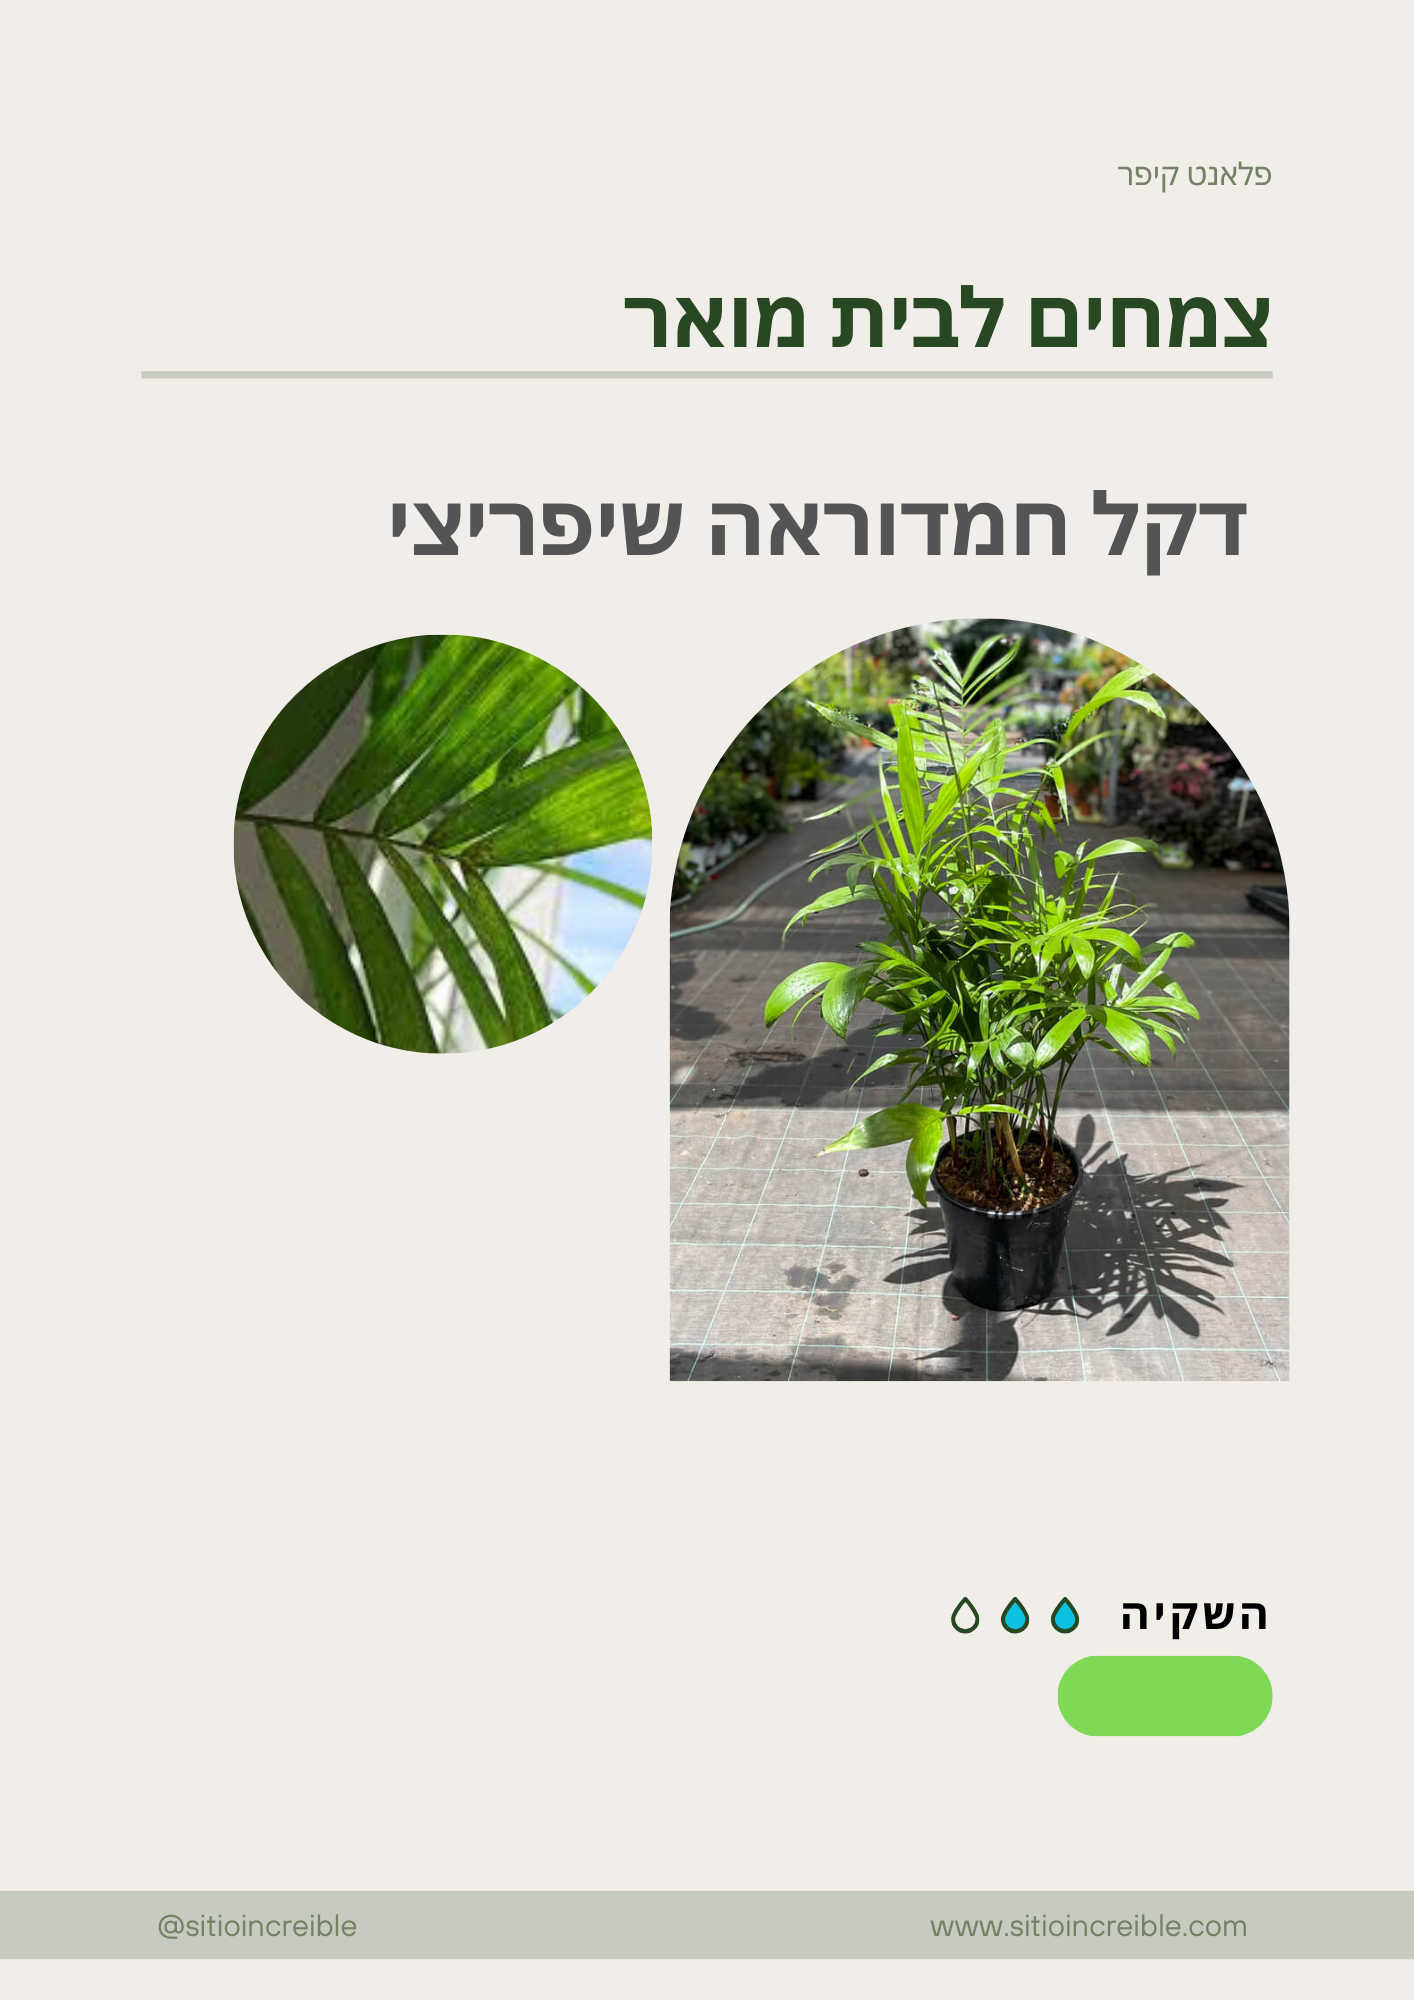 פלאנט קיפר
צמחים לבית מואר
דקל חמדוראה שיפריצי
השקיה
@sitioincreible
www.sitioincreible.com